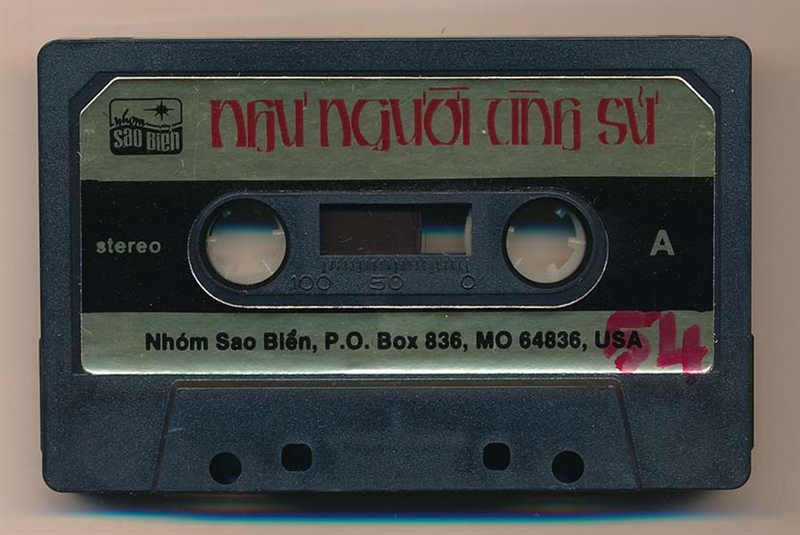 nhóm
Sao Biển
NHƯ NGƯỜI TÌNH SỬ
stereo
A
100 50 0
Nhóm Sao Biển, P.O. Box 836, MO 64836, USA
54